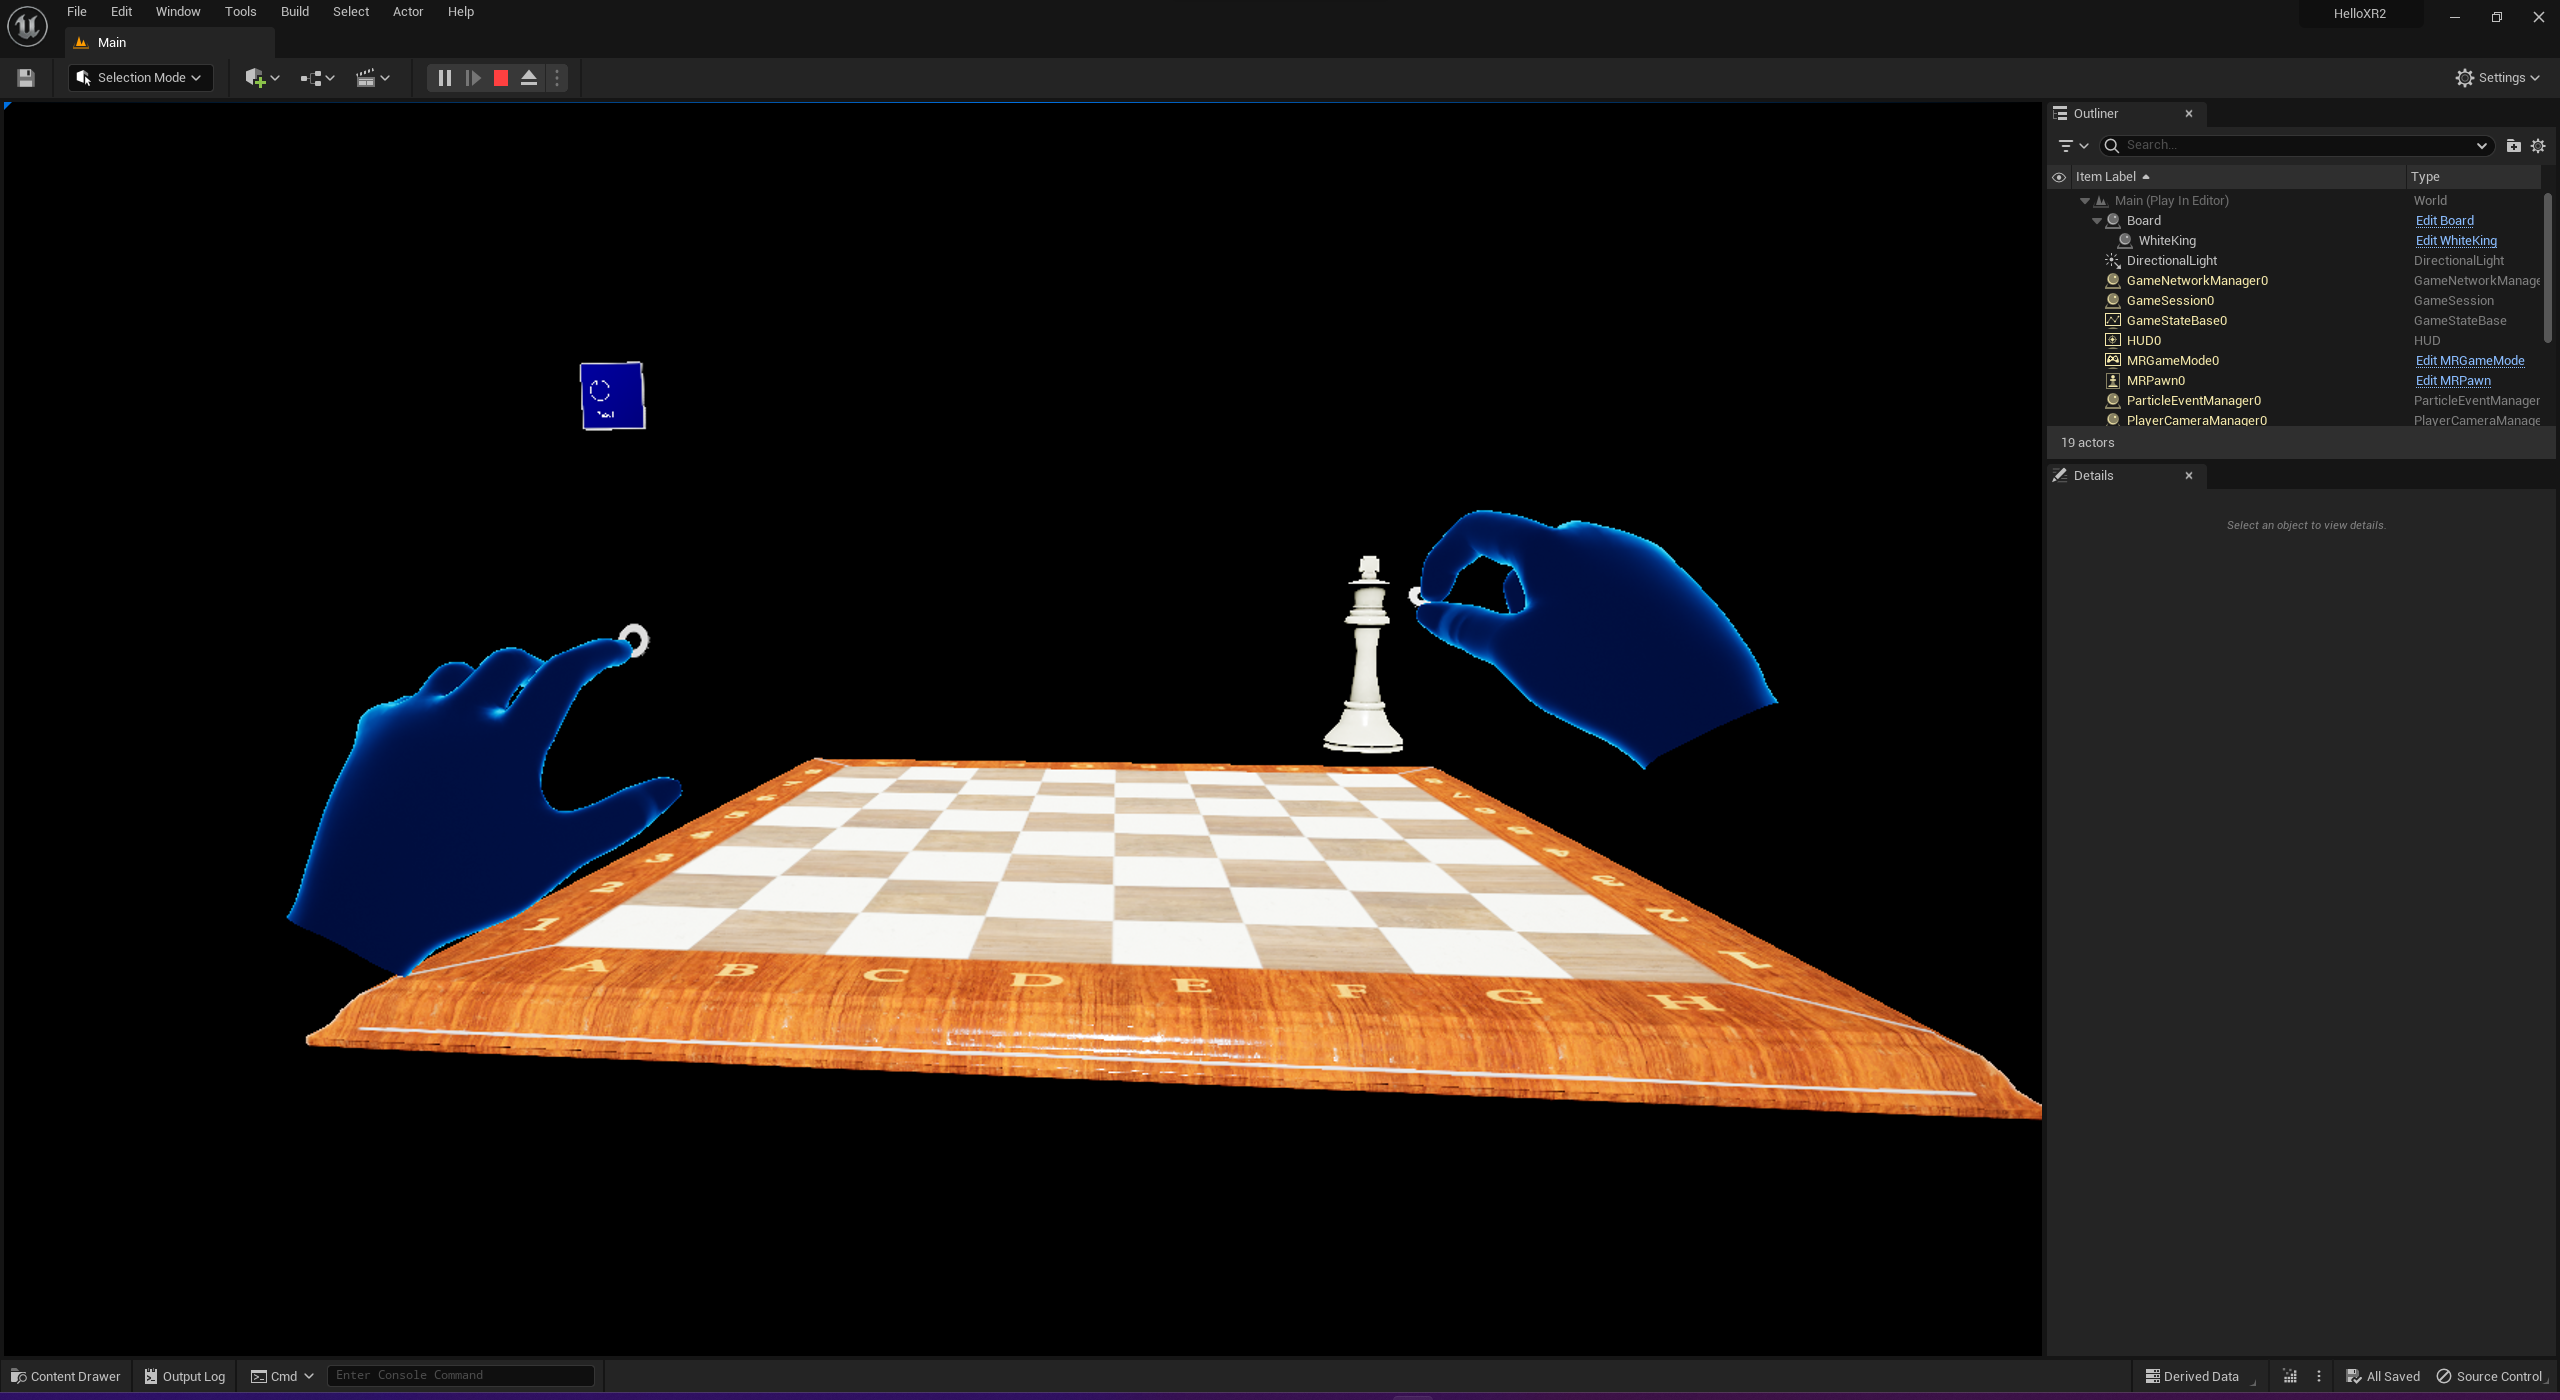 File Edit Window Tools Build Select Actor Help
HelloXR2
Main
Selection Mode
Settings
Outliner
Search...
Item Label Type
Main (Play In Editor) World
Board Edit Board
WhiteKing Edit WhiteKing
DirectionalLight DirectionalLight
GameNetworkManager0 GameNetworkManage
GameSession0 GameSession
GameStateBase0 GameStateBase
HUD0 HUD
MRGameMode0 Edit MRGameMode
MRPawn0 Edit MRPawn
ParticleEventManager0 ParticleEventManager
PlayerCameraManager0 PlayerCameraManage
19 actors
Details
Select an object to view details.
8
7
6
5
4
3
2
1
8
7
6
5
4
3
2
1
A B C D E F G H
Content Drawer Output Log Cmd Enter Console Command Derived Data All Saved Source Control